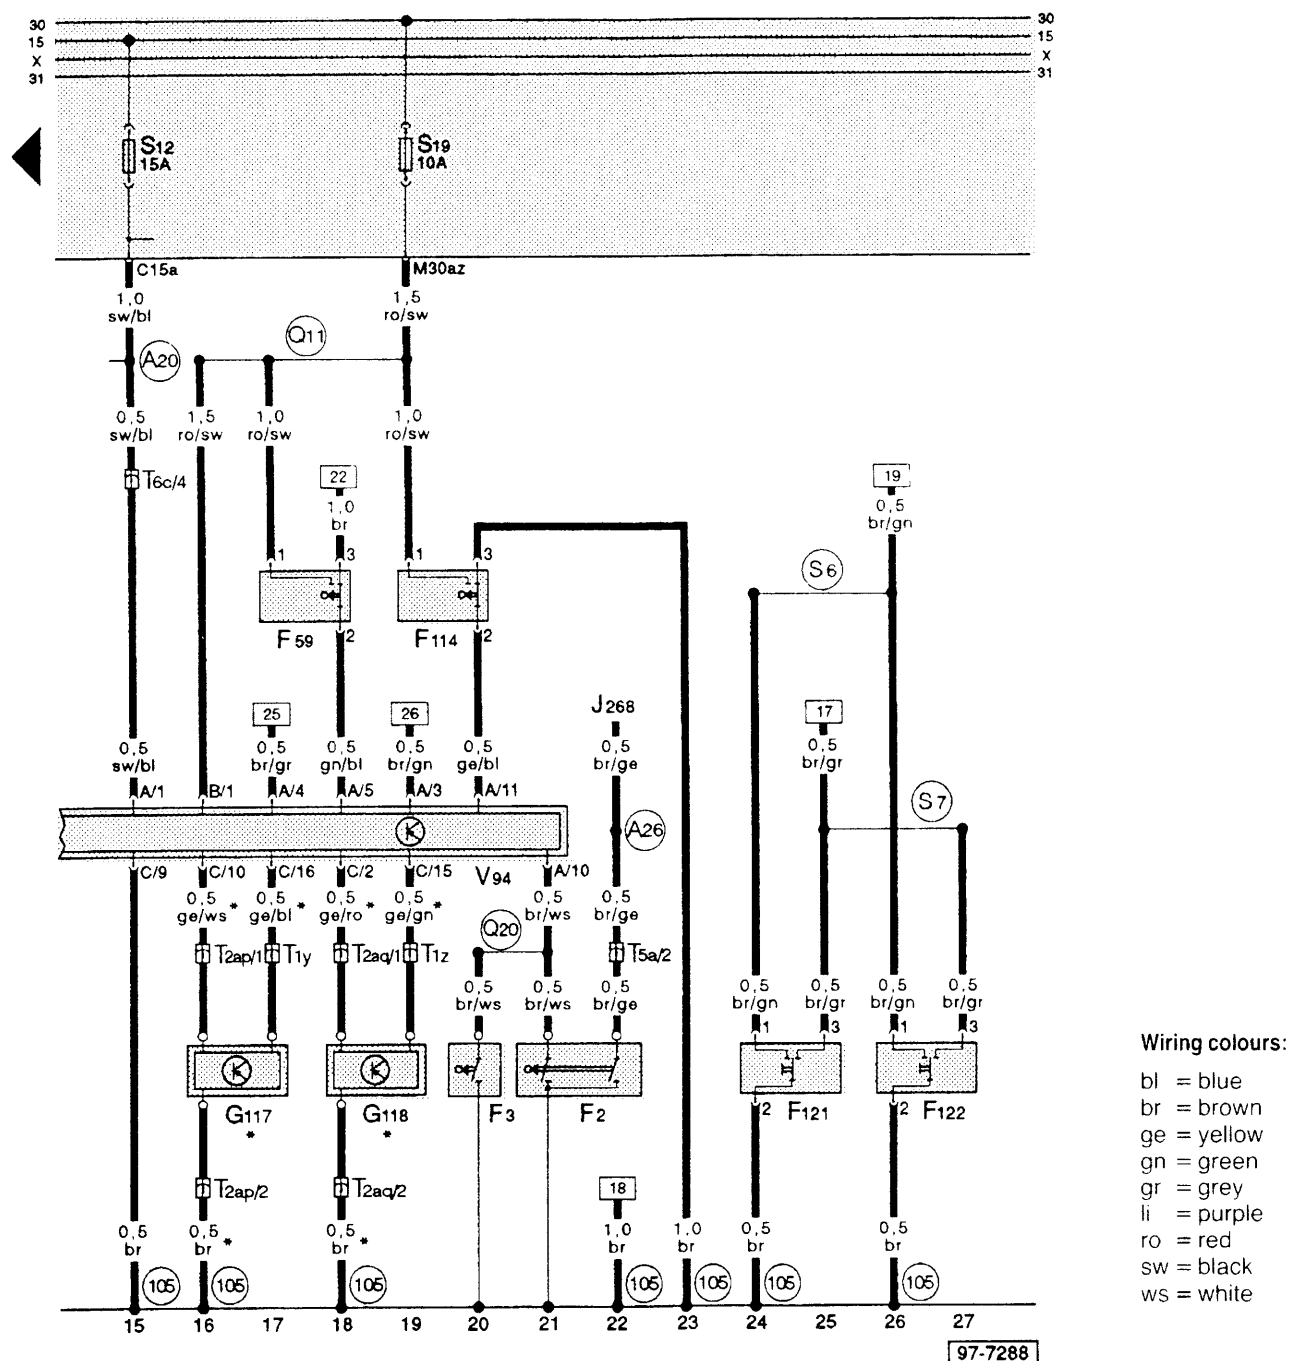 30 30
15 15
X X
31 31
S12 S19
15A 10A
C15a M30az
1,0 1,5
sw/bl ro/sw
Q11
A20
0,5 1,5 1,0 1,0
sw/bl ro/sw ro/sw ro/sw
T6c/4 22 19
1,0 0,5
br br/gn
1 3 1 3
S6
F59 2 F114 2
25 26 J268 17
0,5 0,5 0,5 0,5 0,5 0,5 0,5
sw/bl br/gr gn/bl br/gn ge/bl br/ge br/gr
A/1 B/1 A/4 A/5 A/3 A/11
S7
A26
C/9 C/10 C/16 C/2 C/15 V94 A/10
0,5 0,5 0,5 0,5 0,5 0,5
ge/ws* ge/bl* ge/ro* ge/gn* br/ws br/ge
Q20
T2ap/1 T1y T2aq/1 T1z T5a/2
0,5 0,5 0,5 0,5 0,5 0,5 0,5
br/ws br/ws br/ge br/gn br/gr br/gn br/gr
1 3 1 3
G117 G118 F3 F2 2 F121 2 F122
* *
T2ap/2 T2aq/2 18
0,5 0,5 0,5 1,0 1,0 0,5 0,5
br br * br * br br br br
105 105 105 105 105 105 105
15 16 17 18 19 20 21 22 23 24 25 26 27
97-7288
Wiring colours:
bl = blue
br = brown
ge = yellow
gn = green
gr = grey
li = purple
ro = red
sw = black
ws = white